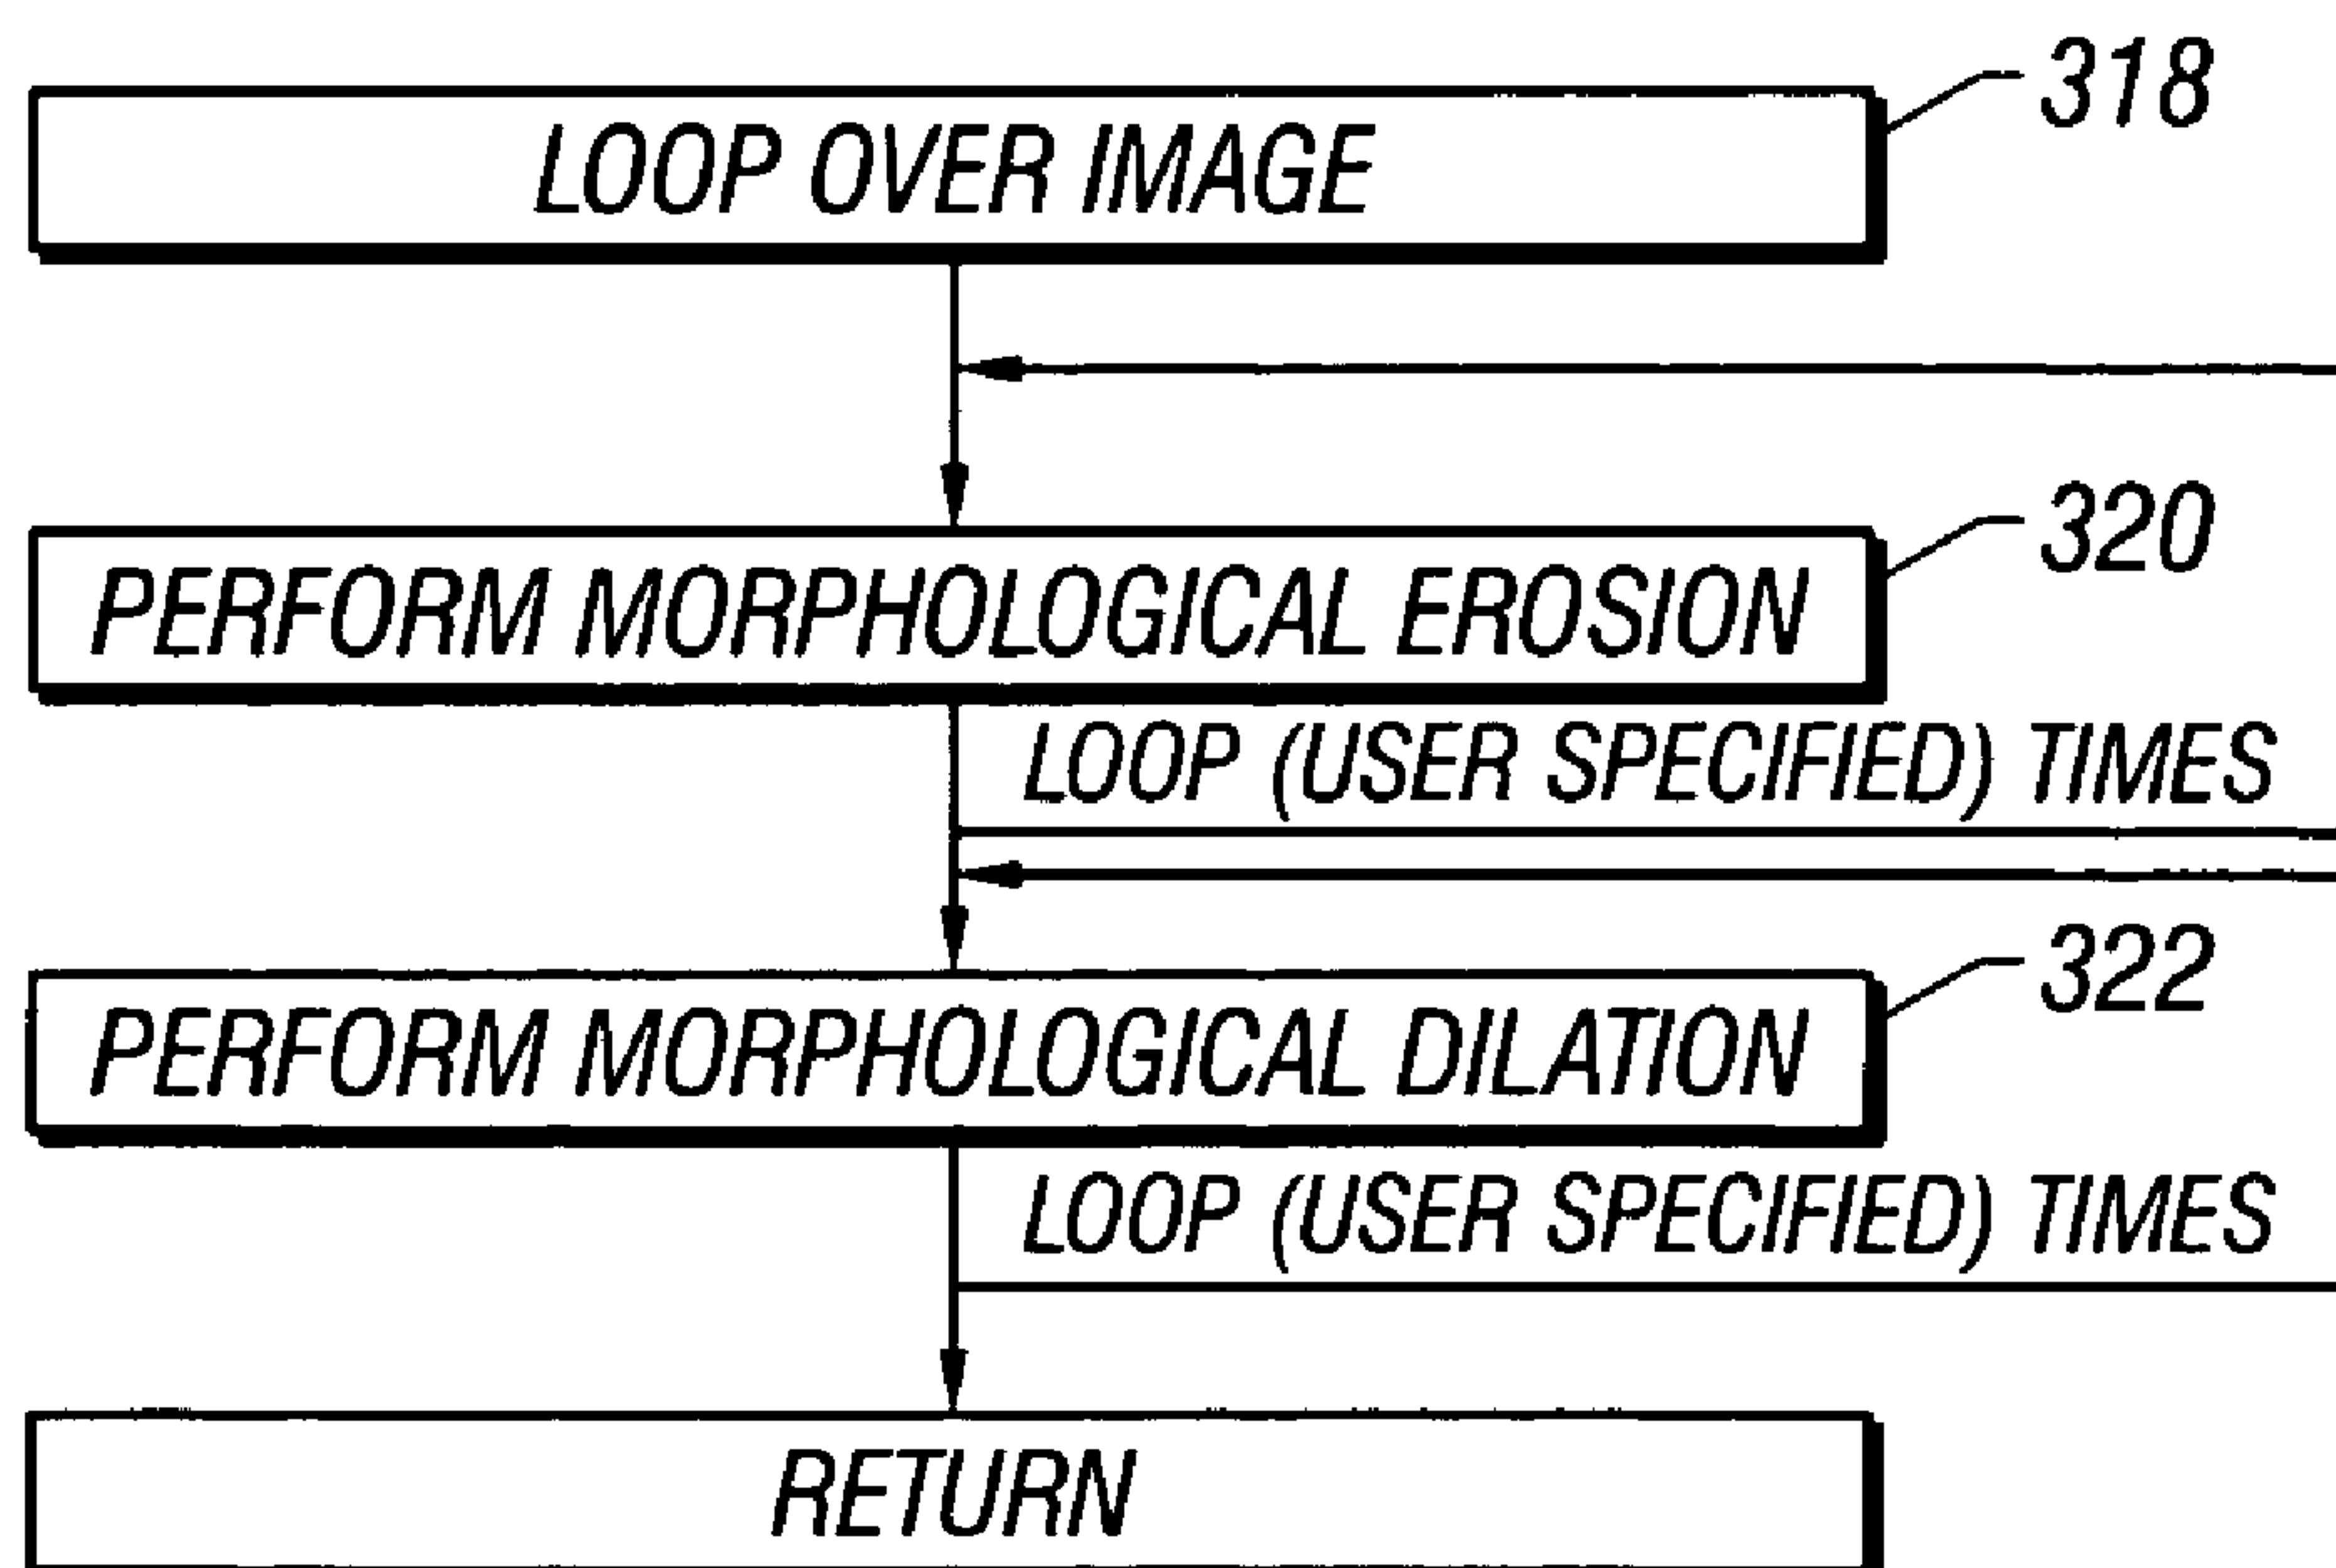 318
LOOP OVER IMAGE
320
PERFORM MORPHOLOGICAL EROSION
LOOP (USER SPECIFIED) TIMES
322
PERFORM MORPHOLOGICAL DILATION
LOOP (USER SPECIFIED) TIMES
RETURN